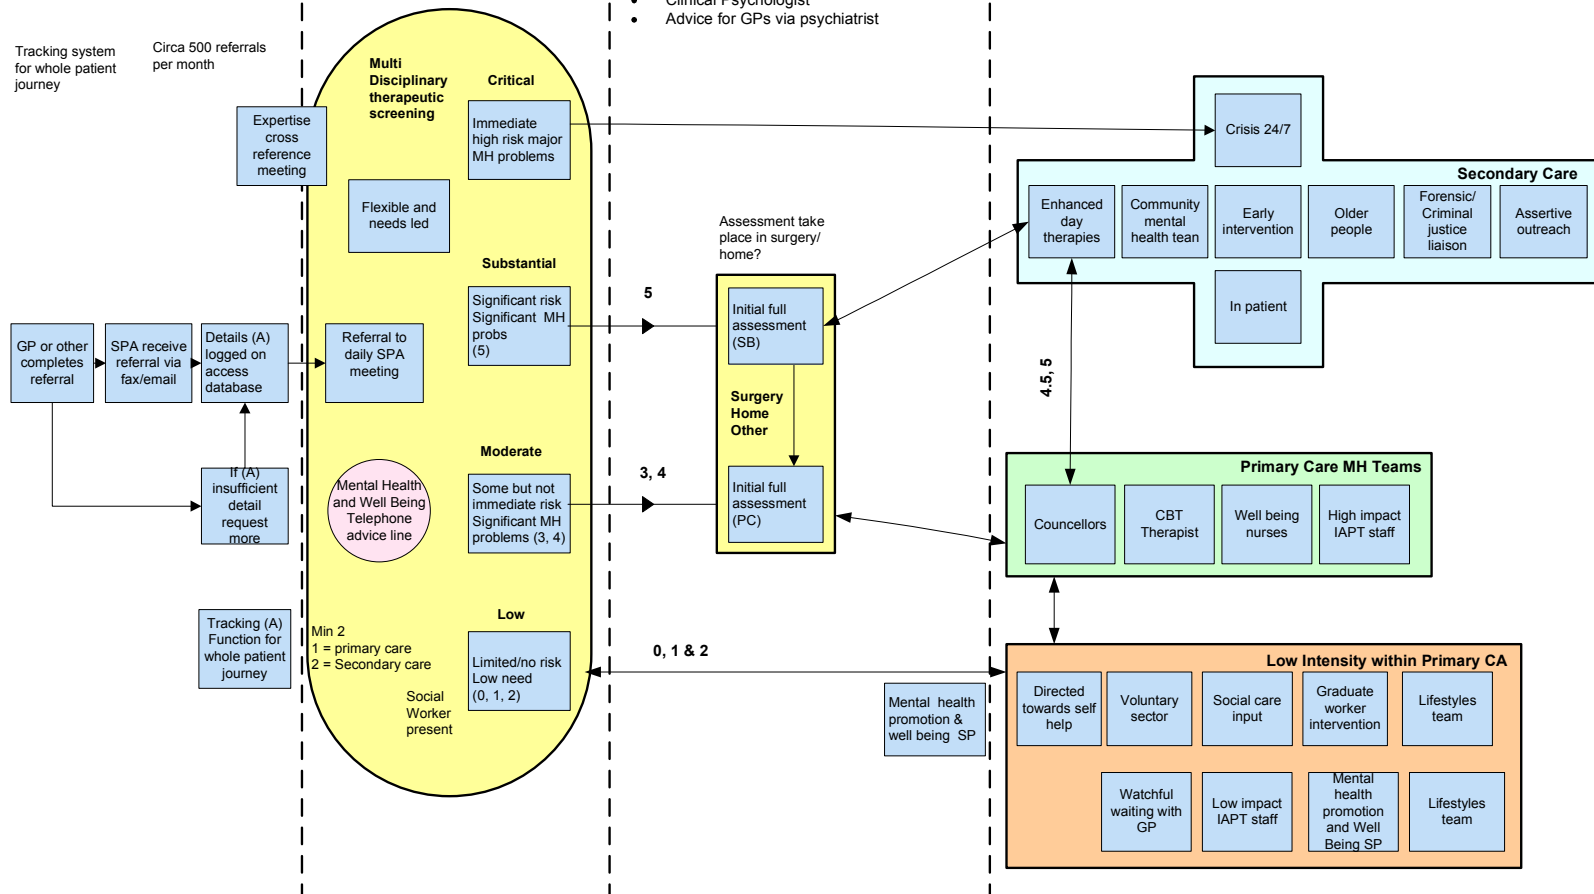 Clinical Psychologist
• Advice for GPs via psychiatrist
Tracking system
for whole patient
journey
Circa 500 referrals
per month
Multi
Disciplinary
therapeutic
screening
Critical
Expertise
cross
reference
meeting
Immediate
high risk major
MH problems
Flexible and
needs led
Substantial
Significant risk
Significant MH
probs
(5)
GP or other
completes
referral
SPA receive
referral via
fax/email
Details (A)
logged on
access
database
Referral to
daily SPA
meeting
If (A)
insufficient
detail
request
more
Moderate
Mental Health
and Well Being
Telephone
advice line
Some but not
immediate risk
Significant MH
problems (3, 4)
Tracking (A)
Function for
whole patient
journey
Low
Min 2
1 = primary care
2 = Secondary care
Limited/no risk
Low need
(0, 1, 2)
Social
Worker
present
5
3, 4
0, 1 & 2
Assessment take
place in surgery/
home?
Initial full
assessment
(SB)
Surgery
Home
Other
Initial full
assessment
(PC)
Mental health
promotion &
well being SP
Crisis 24/7
Secondary Care
Enhanced
day
therapies
Community
mental
health tean
Early
intervention
Older
people
Forensic/
Criminal
justice
liaison
Assertive
outreach
In patient
4.5, 5
Primary Care MH Teams
Councellors
CBT
Therapist
Well being
nurses
High impact
IAPT staff
Low Intensity within Primary CA
Directed
towards self
help
Voluntary
sector
Social care
input
Graduate
worker
intervention
Lifestyles
team
Watchful
waiting with
GP
Low impact
IAPT staff
Mental
health
promotion
and Well
Being SP
Lifestyles
team